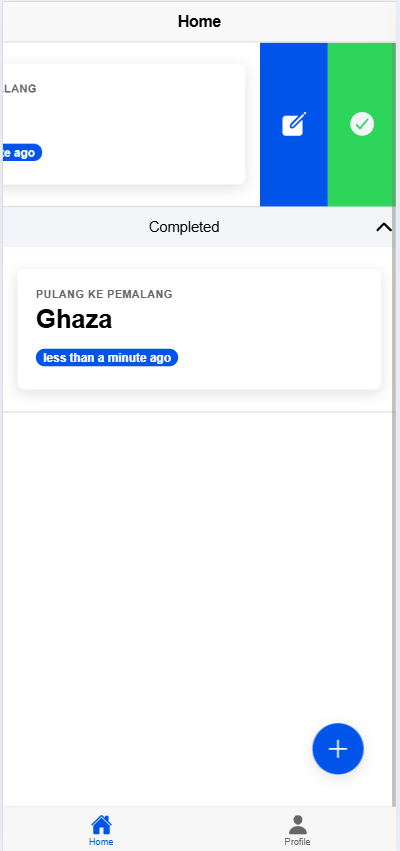 Home
LANG
te ago
Completed
PULANG KE PEMALANG
Ghaza
less than a minute ago
Home
Profile